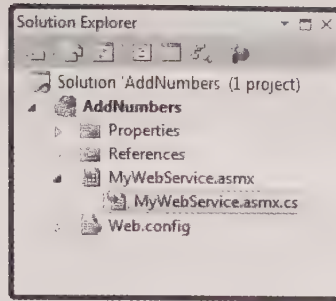 Solution Explorer
Solution 'AddNumbers' (1 project)
AddNumbers
Properties
References
MyWebService.asmx
MyWebService.asmx.cs
Web.config